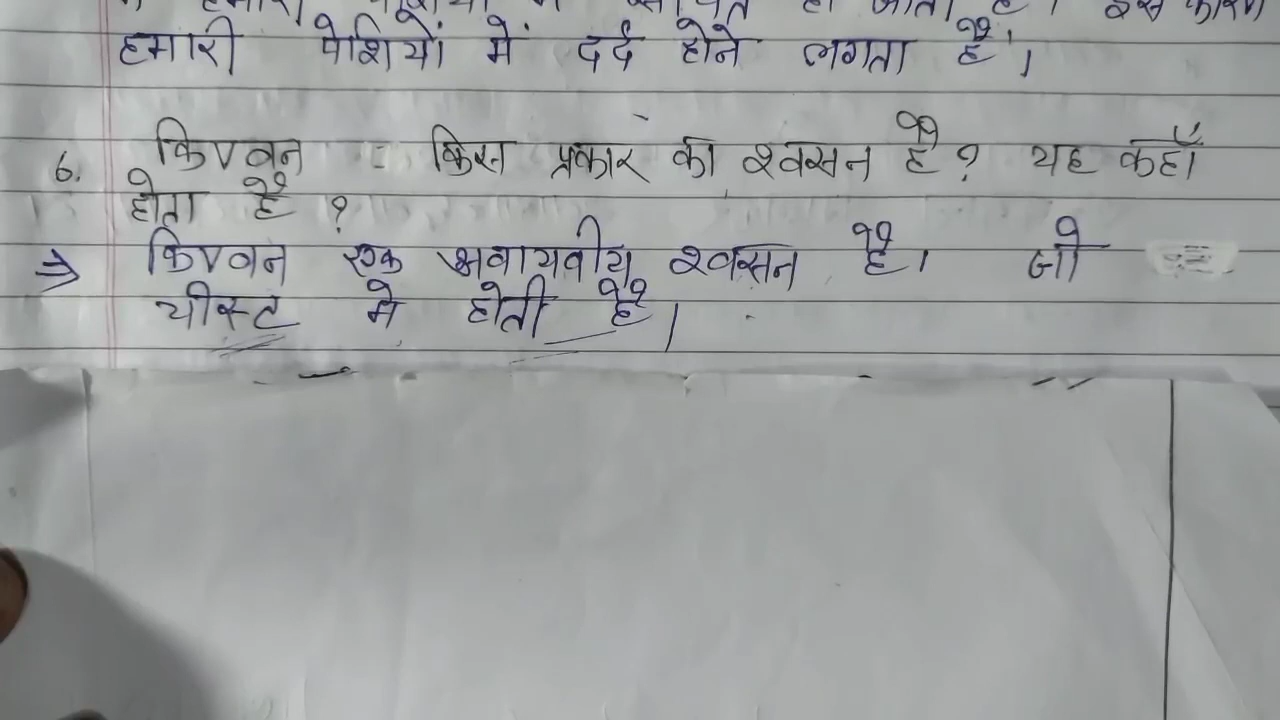 हमारी पेशियों में दर्द होने लगता है।
6. किण्वन = किस प्रकार का श्वसन है? यह कहाँ
होता है ?
⇒ किण्वन एक अवायवीय श्वसन है। जो
यीस्ट मे होती है।